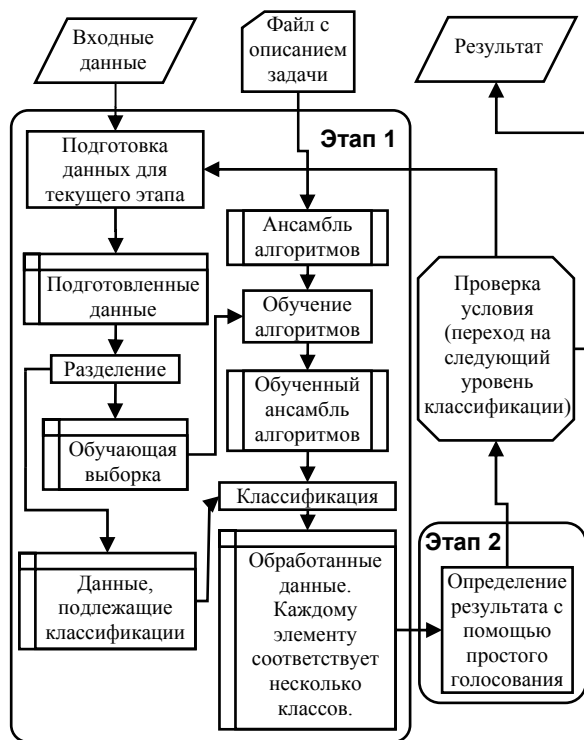 Входные
данные
Файл с
описанием
задачи
Результат
Этап 1
Подготовка
данных для
текущего этапа
Ансамбль
алгоритмов
Подготовленные
данные
Обучение
алгоритмов
Проверка
условия
(переход на
следующий
уровень
классификации)
Разделение
Обученный
ансамбль
алгоритмов
Обучающая
выборка
Классификация
Данные,
подлежащие
классификации
Обработанные
данные.
Каждому
элементу
соответствует
несколько
классов.
Этап 2
Определение
результата с
помощью
простого
голосования